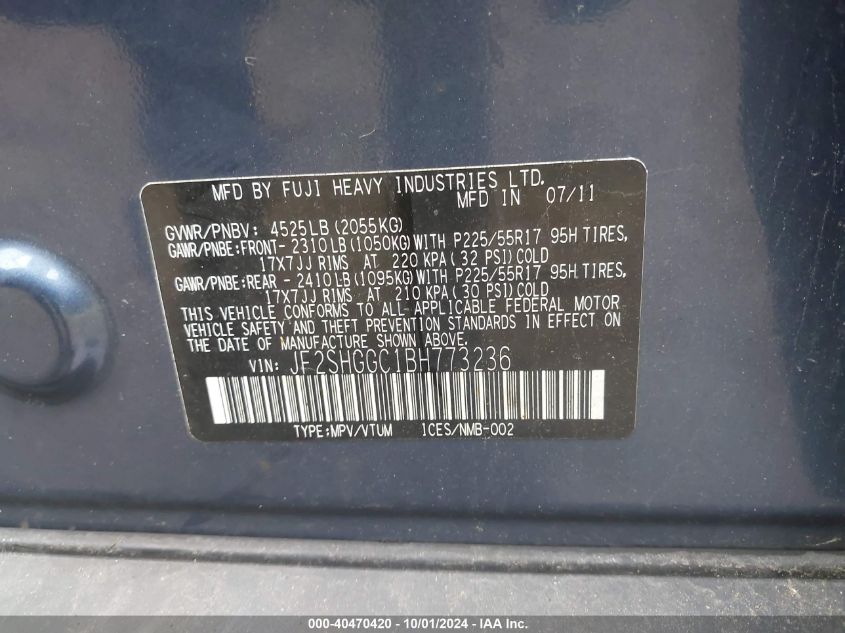 MFD BY FUJI HEAVY INDUSTRIES LTD.
MFD IN 07/11
GVWR/PNBV: 4525LB(2055KG)
GAWR/PNBE:FRONT- 2310LB(1050KG)WITH P225/55R17 95H TIRES,
17X7JJ RIMS AT 220 KPA( 32 PSI)COLD
GAWR/PNBE:REAR - 2410LB(1095KG)WITH P225/55R17 95H TIRES,
17X7JJ RIMS AT 210 KPA( 30 PSI)COLD
THIS VEHICLE CONFORMS TO ALL APPLICABLE FEDERAL MOTOR
VEHICLE SAFETY AND THEFT PREVENTION STANDARDS IN EFFECT ON
THE DATE OF MANUFACTURE SHOWN ABOVE.
VIN: JF2SHGGC1BH773236
TYPE:MPV/VTUM ICES/NMB-002
000-40470420 - 10/01/2024 - IAA Inc.